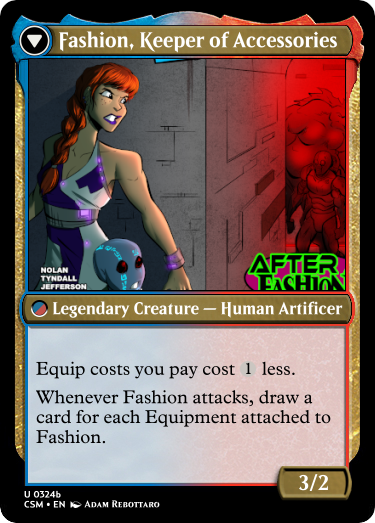 Fashion, Keeper of Accessories
NOLAN
TYNDALL
JEFFERSON
AFTER
FASHION
Legendary Creature — Human Artificer
Equip costs you pay cost 1 less.
Whenever Fashion attacks, draw a
card for each Equipment attached to
Fashion.
3/2
U 0324b
CSM • EN Adam Rebottaro